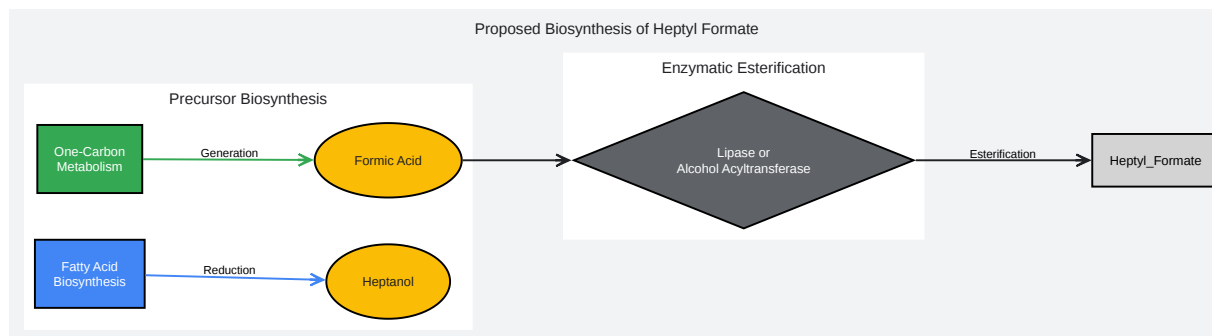 Proposed Biosynthesis of Heptyl Formate
Precursor Biosynthesis
Enzymatic Esterification
One-Carbon
Metabolism
Generation
Formic Acid
Lipase or
Alcohol Acyltransferase
Esterification
Heptyl_Formate
Fatty Acid
Biosynthesis
Reduction
Heptanol